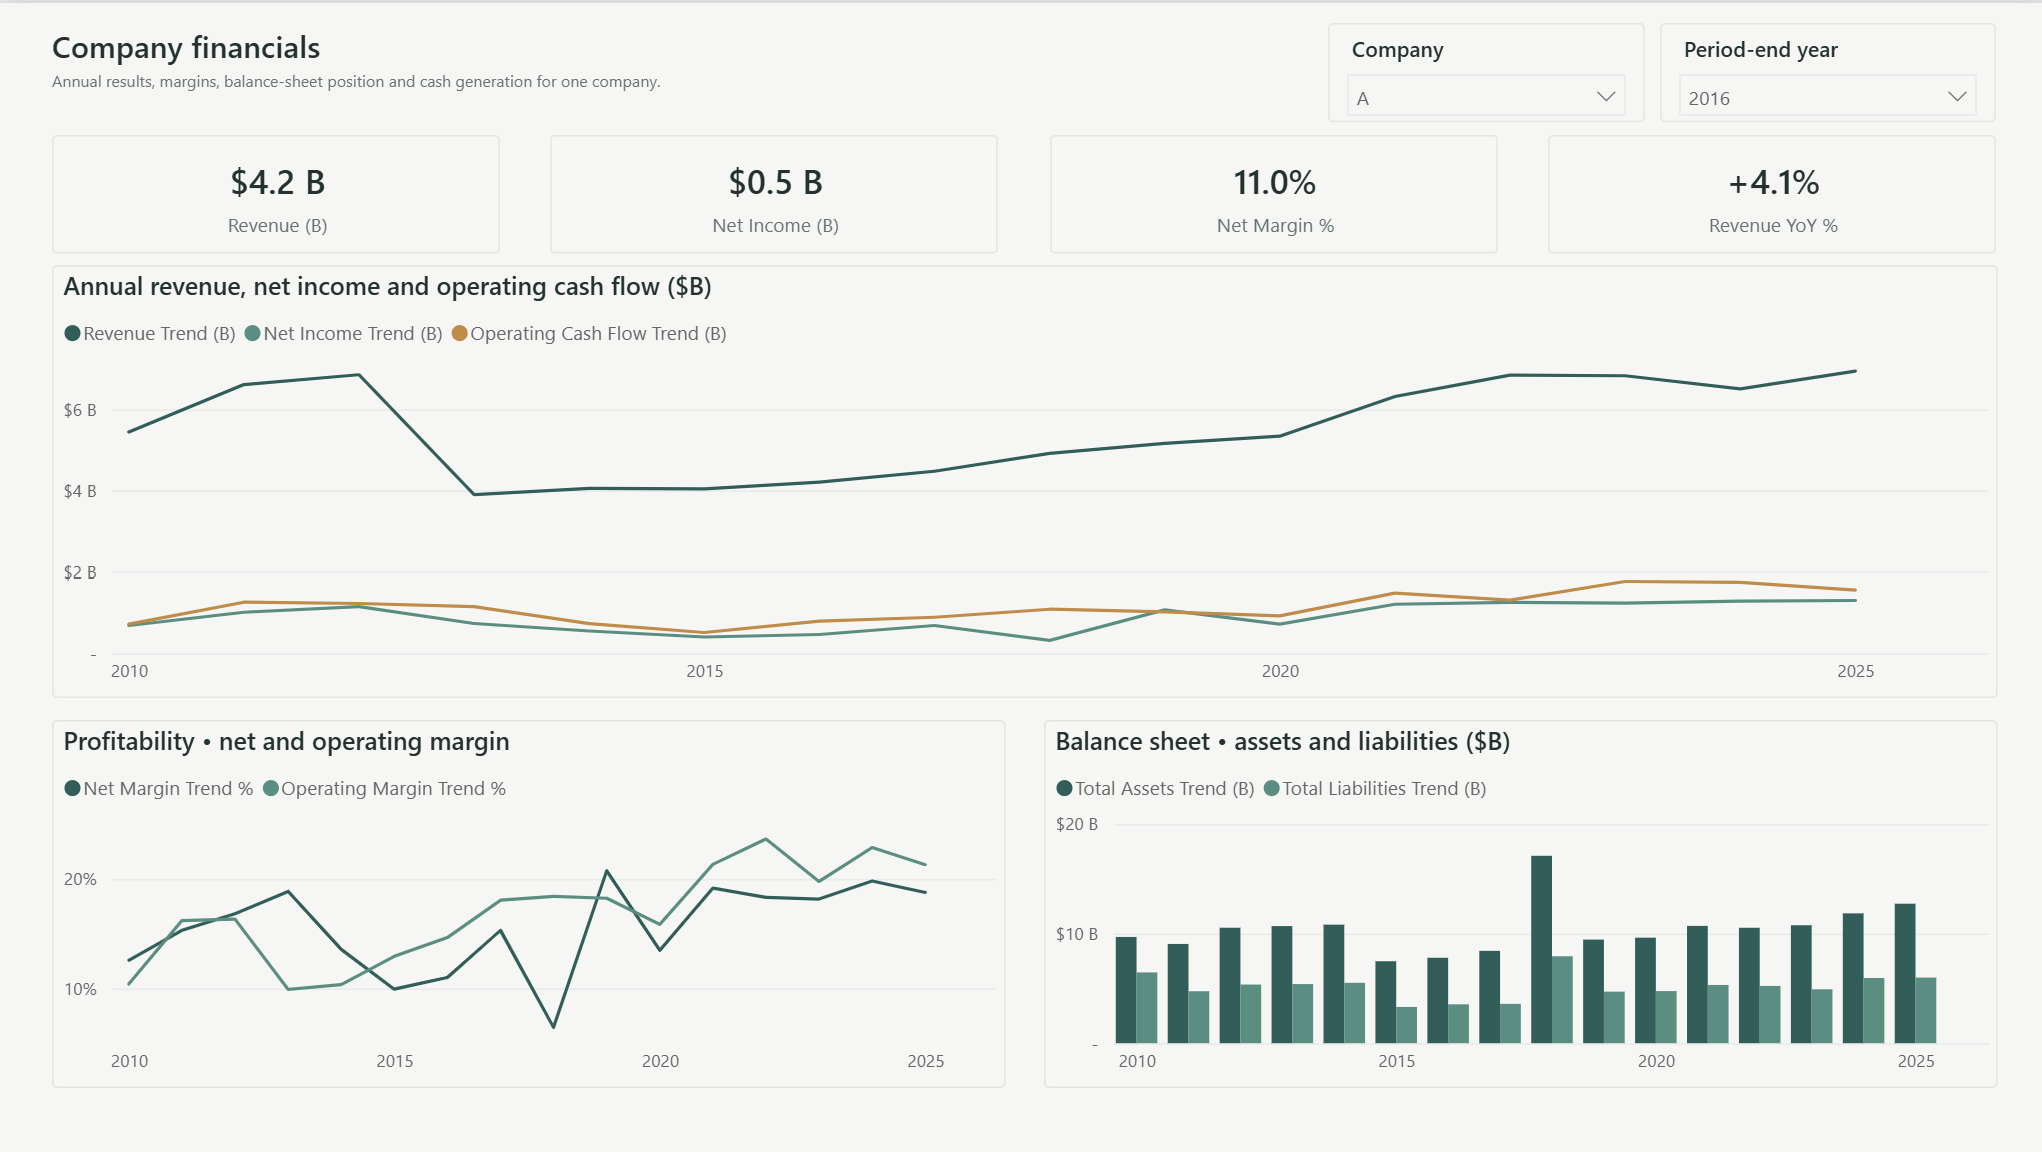 Company financials
Annual results, margins, balance-sheet position and cash generation for one company.
Company
A
Period-end year
2016
$4.2 B
Revenue (B)
$0.5 B
Net Income (B)
11.0%
Net Margin %
+4.1%
Revenue YoY %
Annual revenue, net income and operating cash flow ($B)
Revenue Trend (B) Net Income Trend (B) Operating Cash Flow Trend (B)
$6 B
$4 B
$2 B
-
2010 2015 2020 2025
Profitability • net and operating margin
Net Margin Trend % Operating Margin Trend %
20%
10%
2010 2015 2020 2025
Balance sheet • assets and liabilities ($B)
Total Assets Trend (B) Total Liabilities Trend (B)
$20 B
$10 B
-
2010 2015 2020 2025